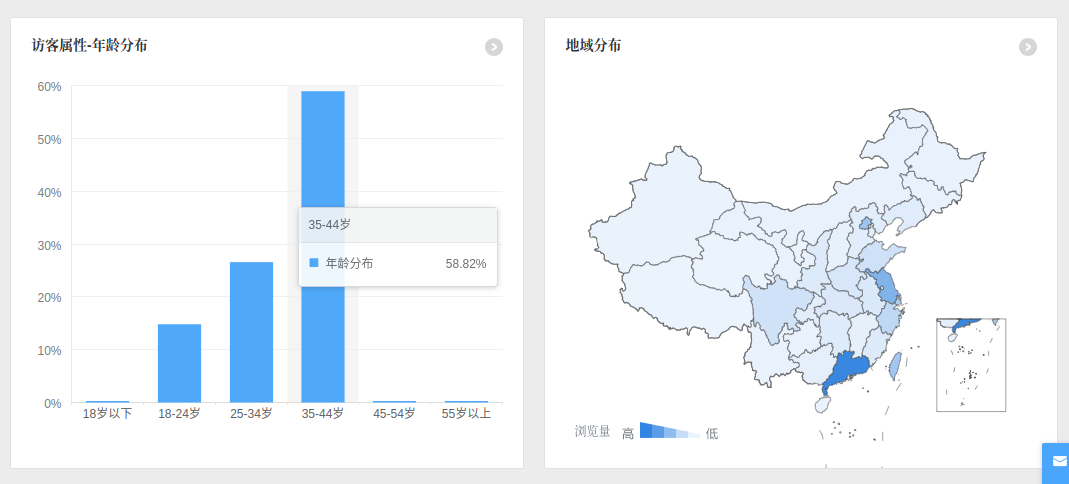 访客属性-年龄分布
60%
50%
40%
30%
20%
10%
0%
35-44岁
年龄分布 58.82%
18岁以下 18-24岁 25-34岁 35-44岁 45-54岁 55岁以上
地域分布
浏览量 高 低